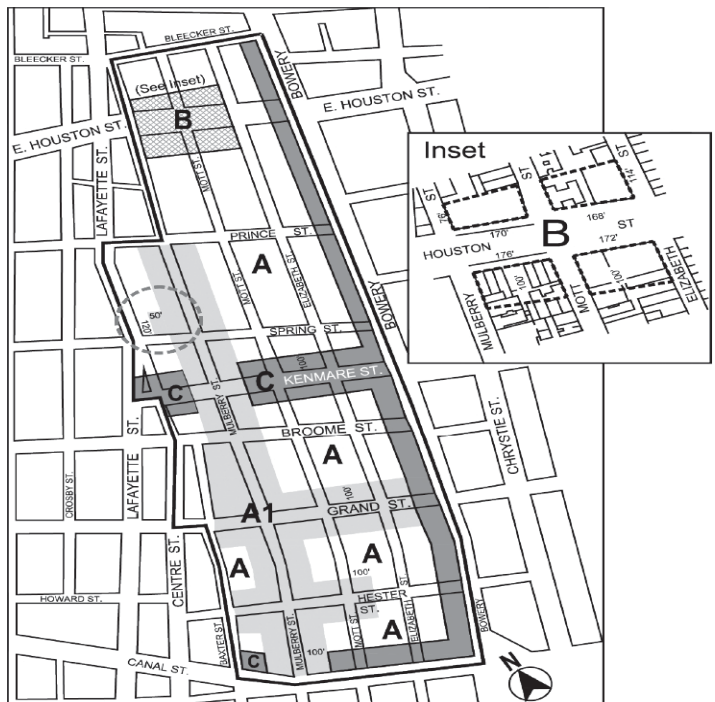 BLEECKER ST.
BLEECKER ST.
(See Inset)
BOWERY
E. HOUSTON ST.
E. HOUSTON ST.
B
LAFAYETTE ST.
MOTT ST.
Inset
ST
ST
ST
76'
114'
170'
168'
B
HOUSTON
ST
176'
172'
100'
100'
MULBERRY
MOTT
ELIZABETH
PRINCE ST.
A
MOTT ST.
ELIZABETH ST.
BOWERY
50'
120'
SPRING ST.
100'
C
C
KENMARE ST.
MULBERRY ST.
BROOME ST.
CHRYSTIE ST.
CROSBY ST.
LAFAYETTE ST.
A
100'
A1
GRAND ST.
CENTRE ST.
A
A
100'
HESTER ST.
HOWARD ST.
BAXTER ST.
MULBERRY ST.
MOTT ST.
ELIZABETH ST.
A
BOWERY
100'
C
CANAL ST.
N